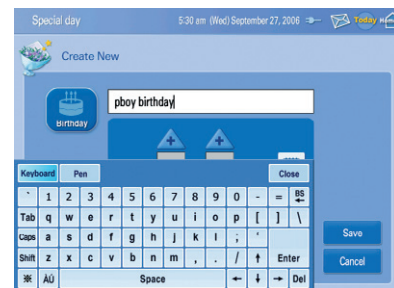 Special day 5:30 am (Wed) September 27, 2006 Today
Create New
Birthday
pboy birthday
Keyboard Pen Close
` 1 2 3 4 5 6 7 8 9 0 - = BS
Tab q w e r t y u i o p [ ] \
Caps a s d f g h j k l ; '
Shift z x c v b n m , . / ↑ Enter
※ ÀÜ Space ← ↓ → Del
Save
Cancel